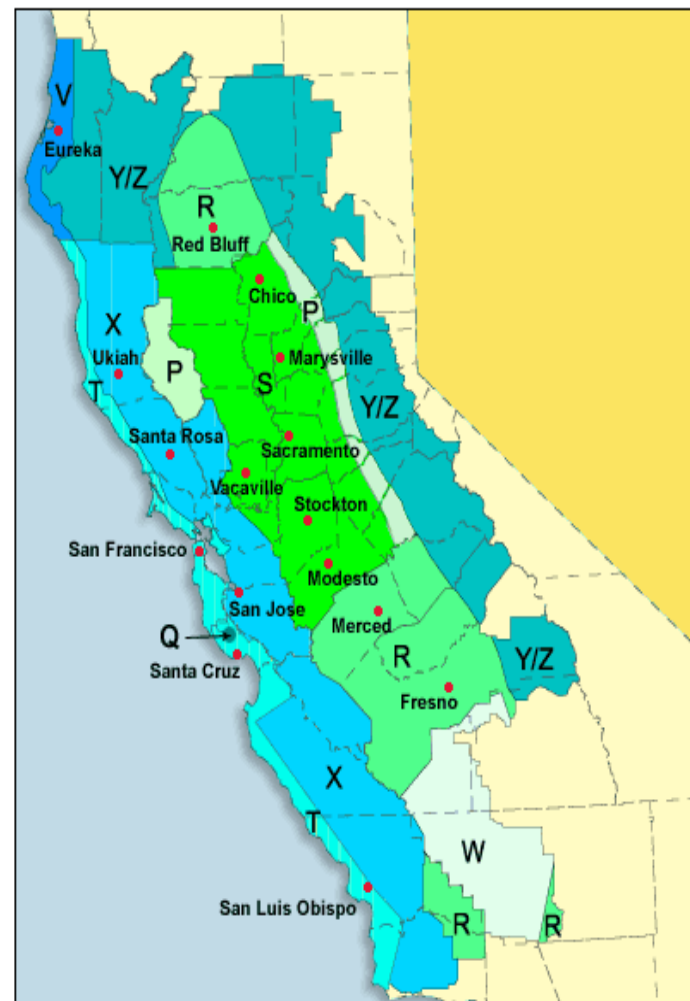 V
Eureka
Y/Z
R
Red Bluff
Chico
P
X
Marysville
Ukiah
P
T
S
Y/Z
Santa Rosa
Sacramento
Vacaville
Stockton
San Francisco
Modesto
San Jose
Merced
Q
R
Y/Z
Santa Cruz
Fresno
X
T
W
San Luis Obispo
R
R